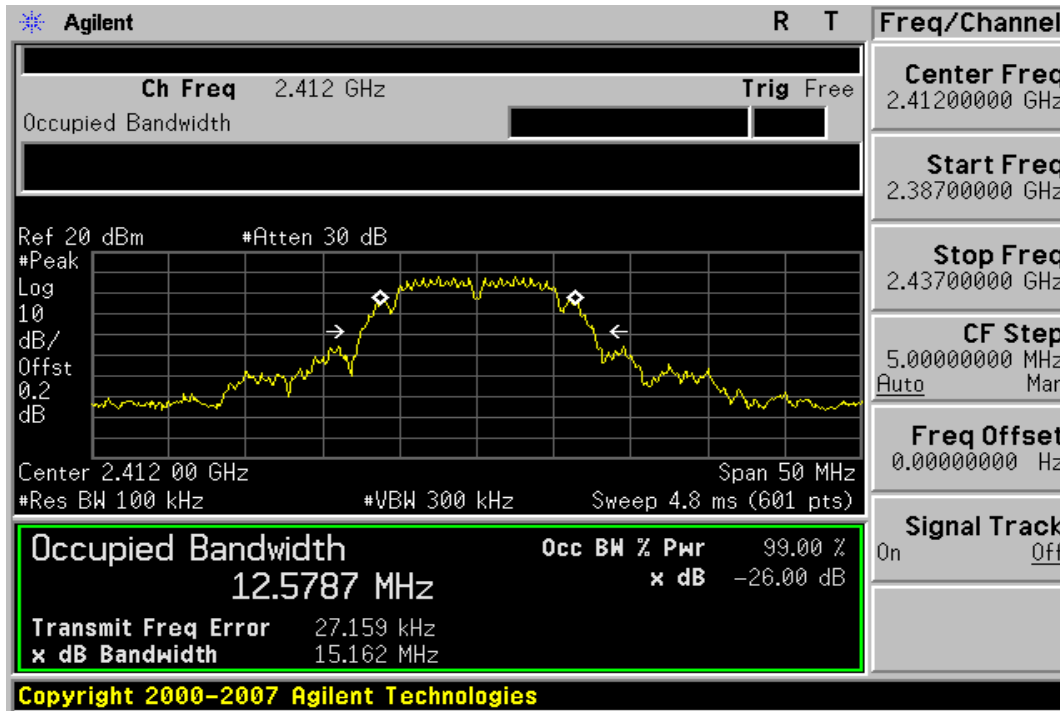 Agilent R T
Freq/Channel
Ch Freq 2.412 GHz Trig Free
Occupied Bandwidth
Center Freq
2.41200000 GHz
Start Freq
2.38700000 GHz
Stop Freq
2.43700000 GHz
CF Step
5.00000000 MHz
Auto Man
Freq Offset
0.00000000 Hz
Signal Track
On Off
Ref 20 dBm #Atten 30 dB
#Peak
Log
10
dB/
Offst
0.2
dB
Center 2.412 00 GHz Span 50 MHz
#Res BW 100 kHz #VBW 300 kHz Sweep 4.8 ms (601 pts)
Occupied Bandwidth
12.5787 MHz
Occ BW % Pwr 99.00 %
x dB -26.00 dB
Transmit Freq Error 27.159 kHz
x dB Bandwidth 15.162 MHz
Copyright 2000-2007 Agilent Technologies